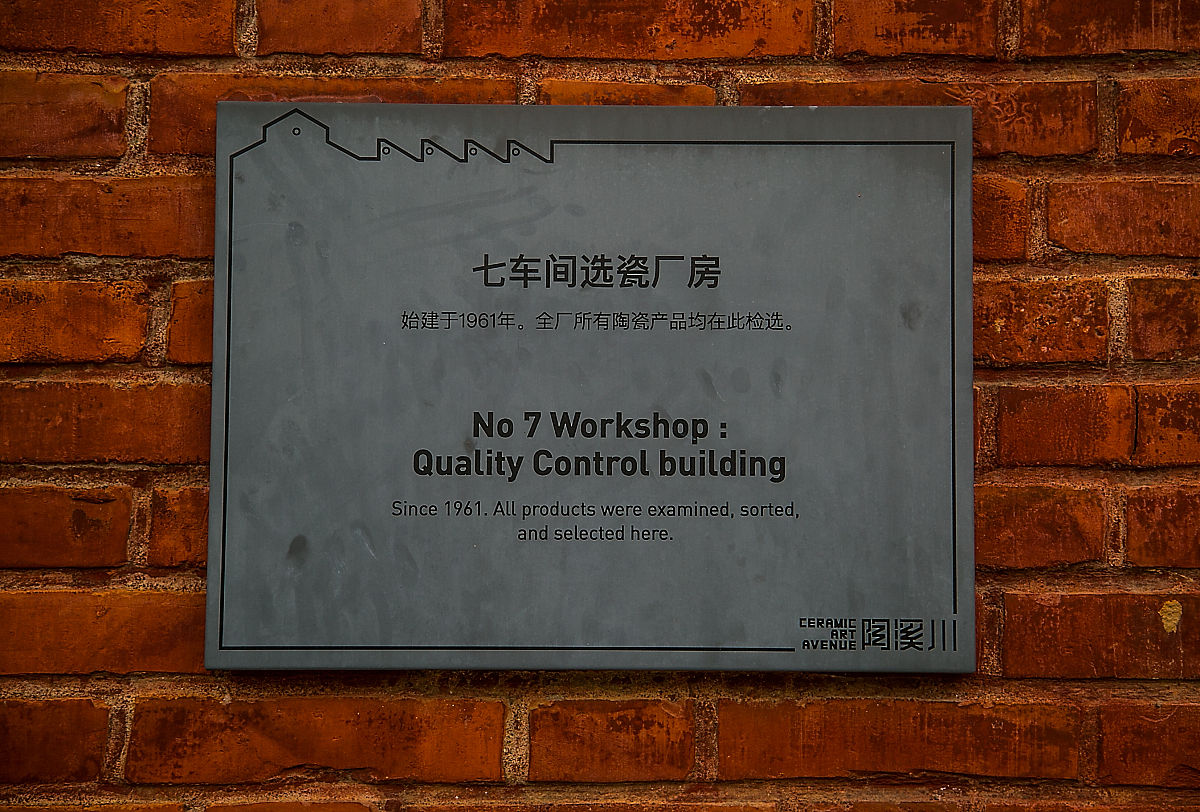 七车间选瓷厂房
始建于1961年。全厂所有陶瓷产品均在此检选。
No 7 Workshop :
Quality Control building
Since 1961. All products were examined, sorted,
and selected here.
CERAMIC
ART
AVENUE
陶溪川